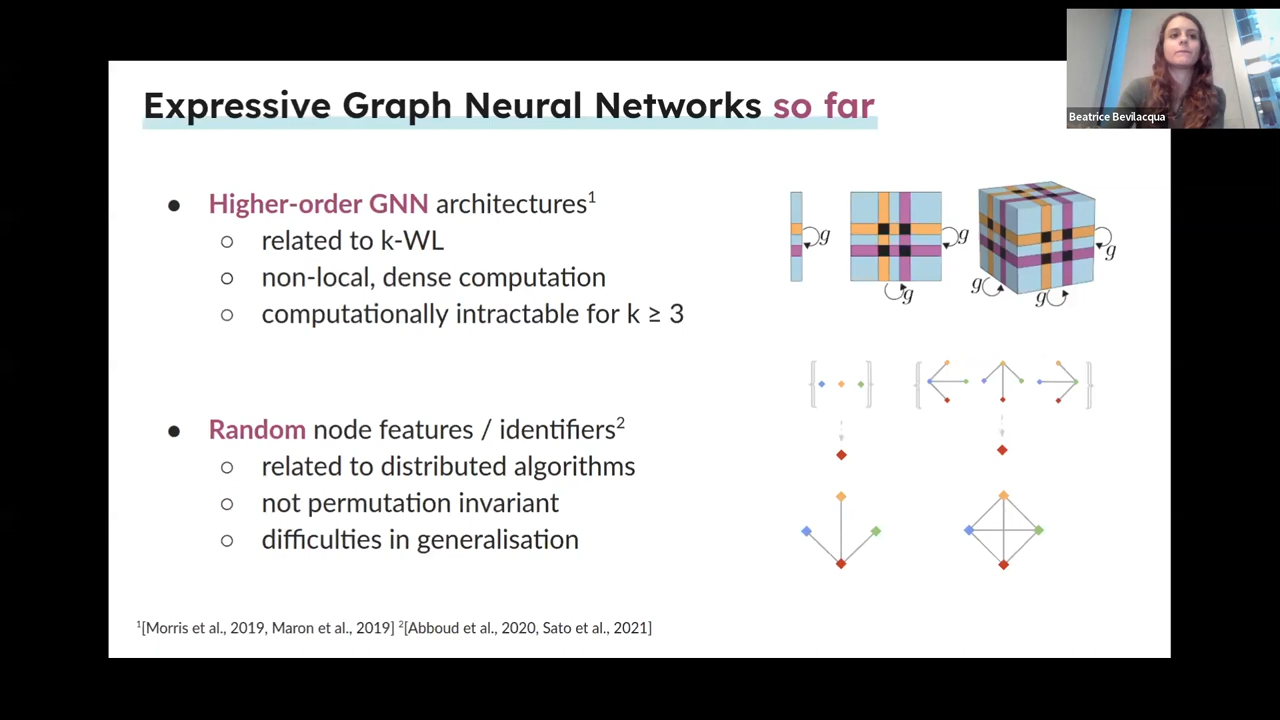 Beatrice Bevilacqua
Expressive Graph Neural Networks so far
● Higher-order GNN architectures¹
○ related to k-WL
○ non-local, dense computation
○ computationally intractable for k ≥ 3
g
g
g
g
g
g
● Random node features / identifiers²
○ related to distributed algorithms
○ not permutation invariant
○ difficulties in generalisation
¹[Morris et al., 2019, Maron et al., 2019] ²[Abboud et al., 2020, Sato et al., 2021]